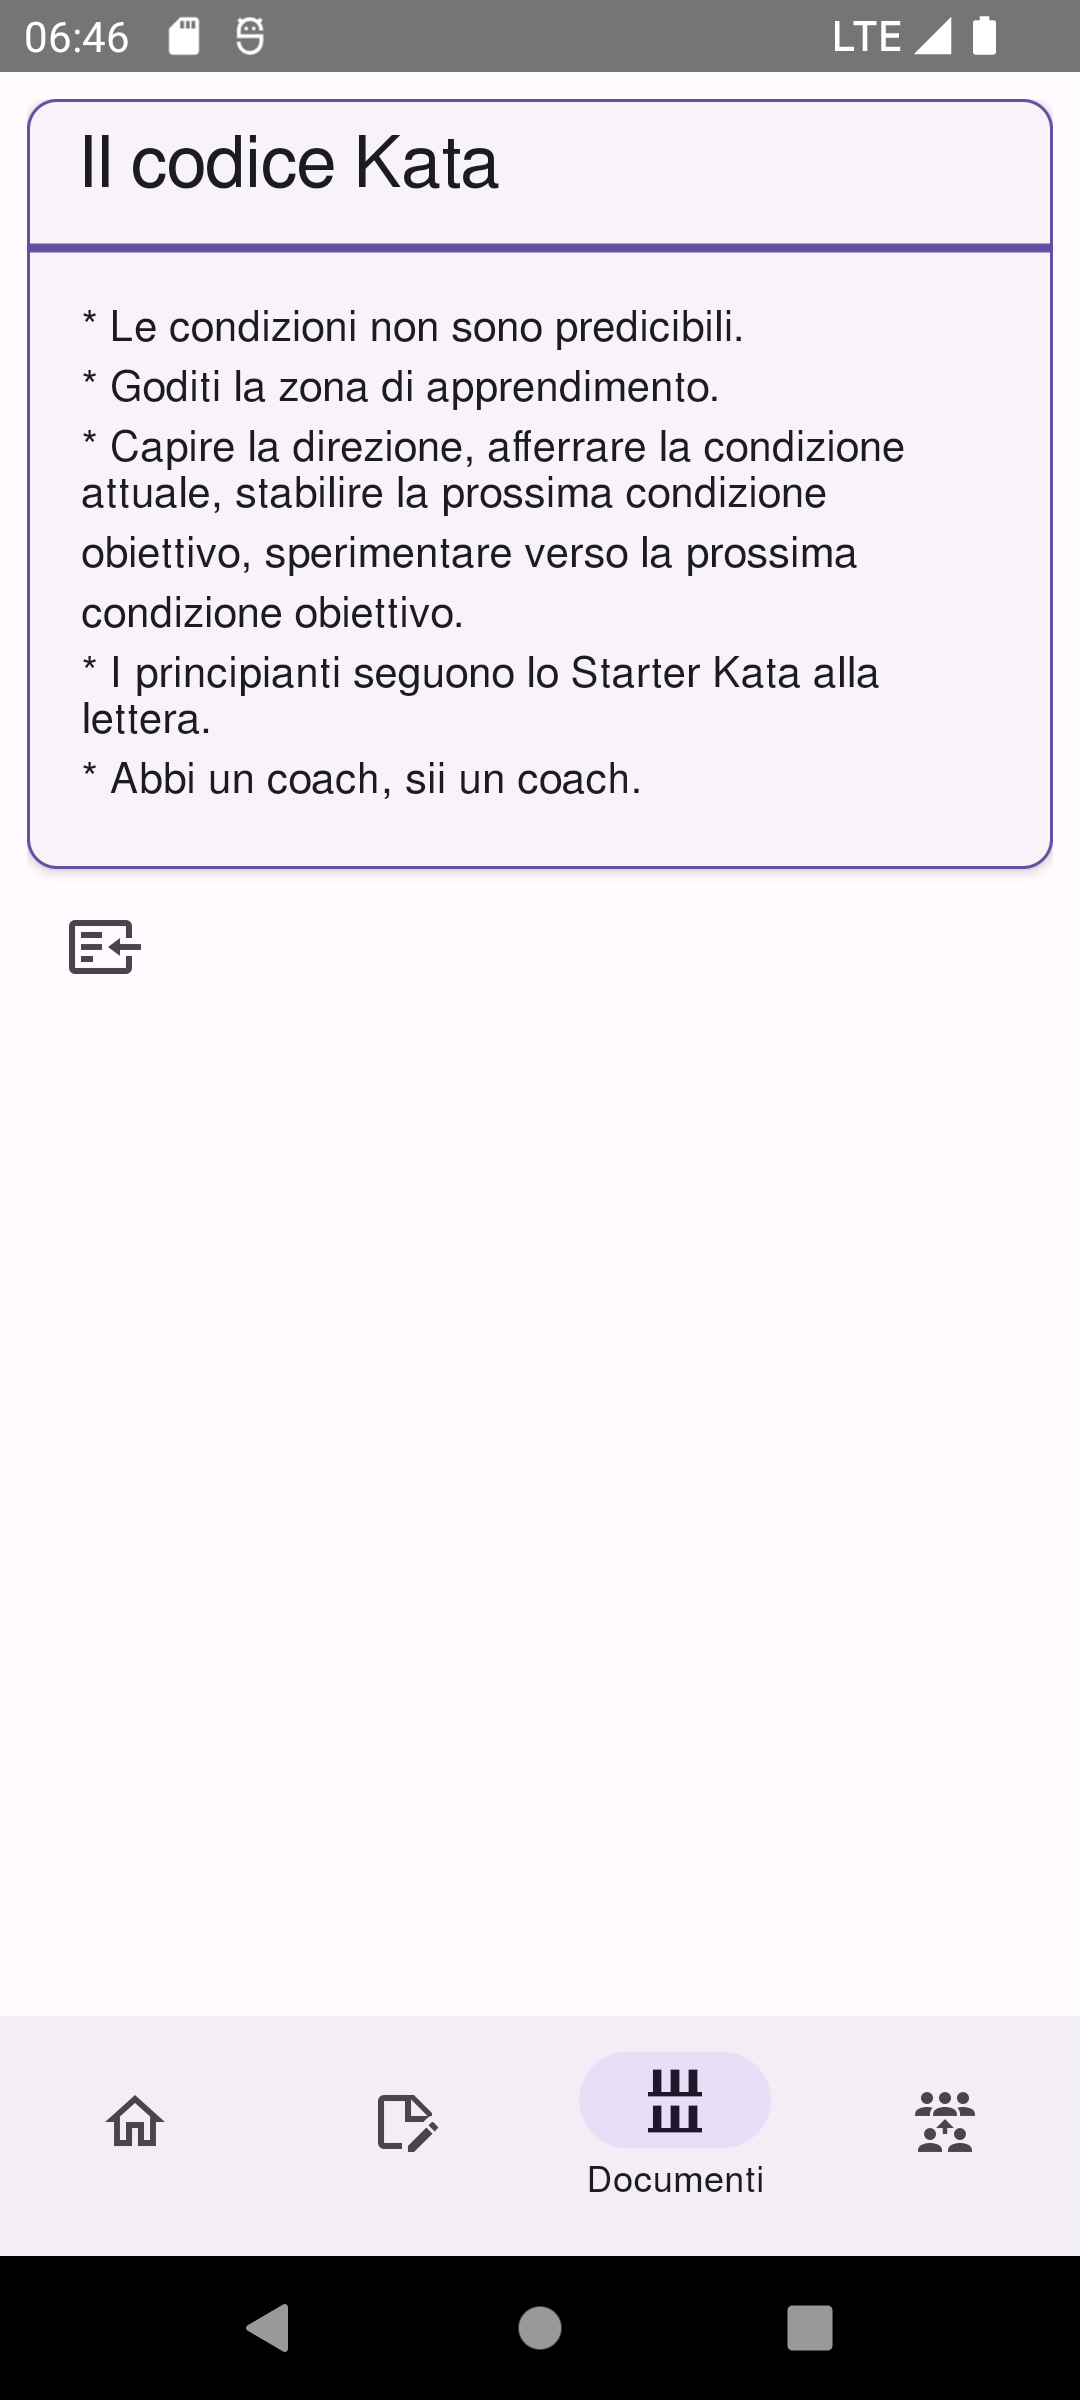 06:46
LTE
Il codice Kata
* Le condizioni non sono predicibili.
* Goditi la zona di apprendimento.
* Capire la direzione, afferrare la condizione
attuale, stabilire la prossima condizione
obiettivo, sperimentare verso la prossima
condizione obiettivo.
* I principianti seguono lo Starter Kata alla
lettera.
* Abbi un coach, sii un coach.
Documenti